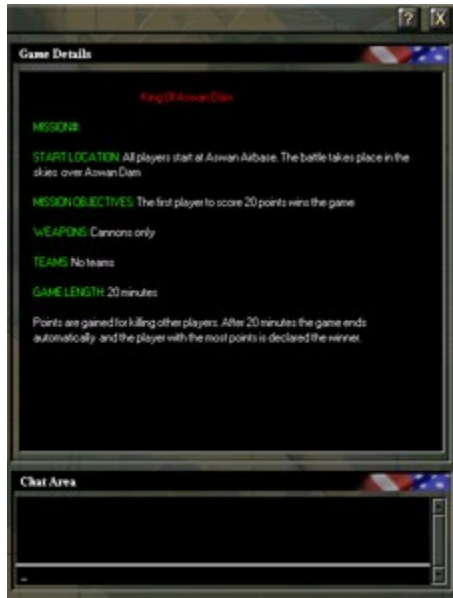 ? X
Game Details
King Of Aswan Dam
MISSION#:
START LOCATION: All players start at Aswan Airbase. The battle takes place in the
skies over Aswan Dam
MISSION OBJECTIVES: The first player to score 20 points wins the game
WEAPONS: Cannons only
TEAMS: No teams
GAME LENGTH: 20 minutes
Points are gained for killing other players. After 20 minutes the game ends
automatically and the player with the most points is declared the winner.
Chat Area